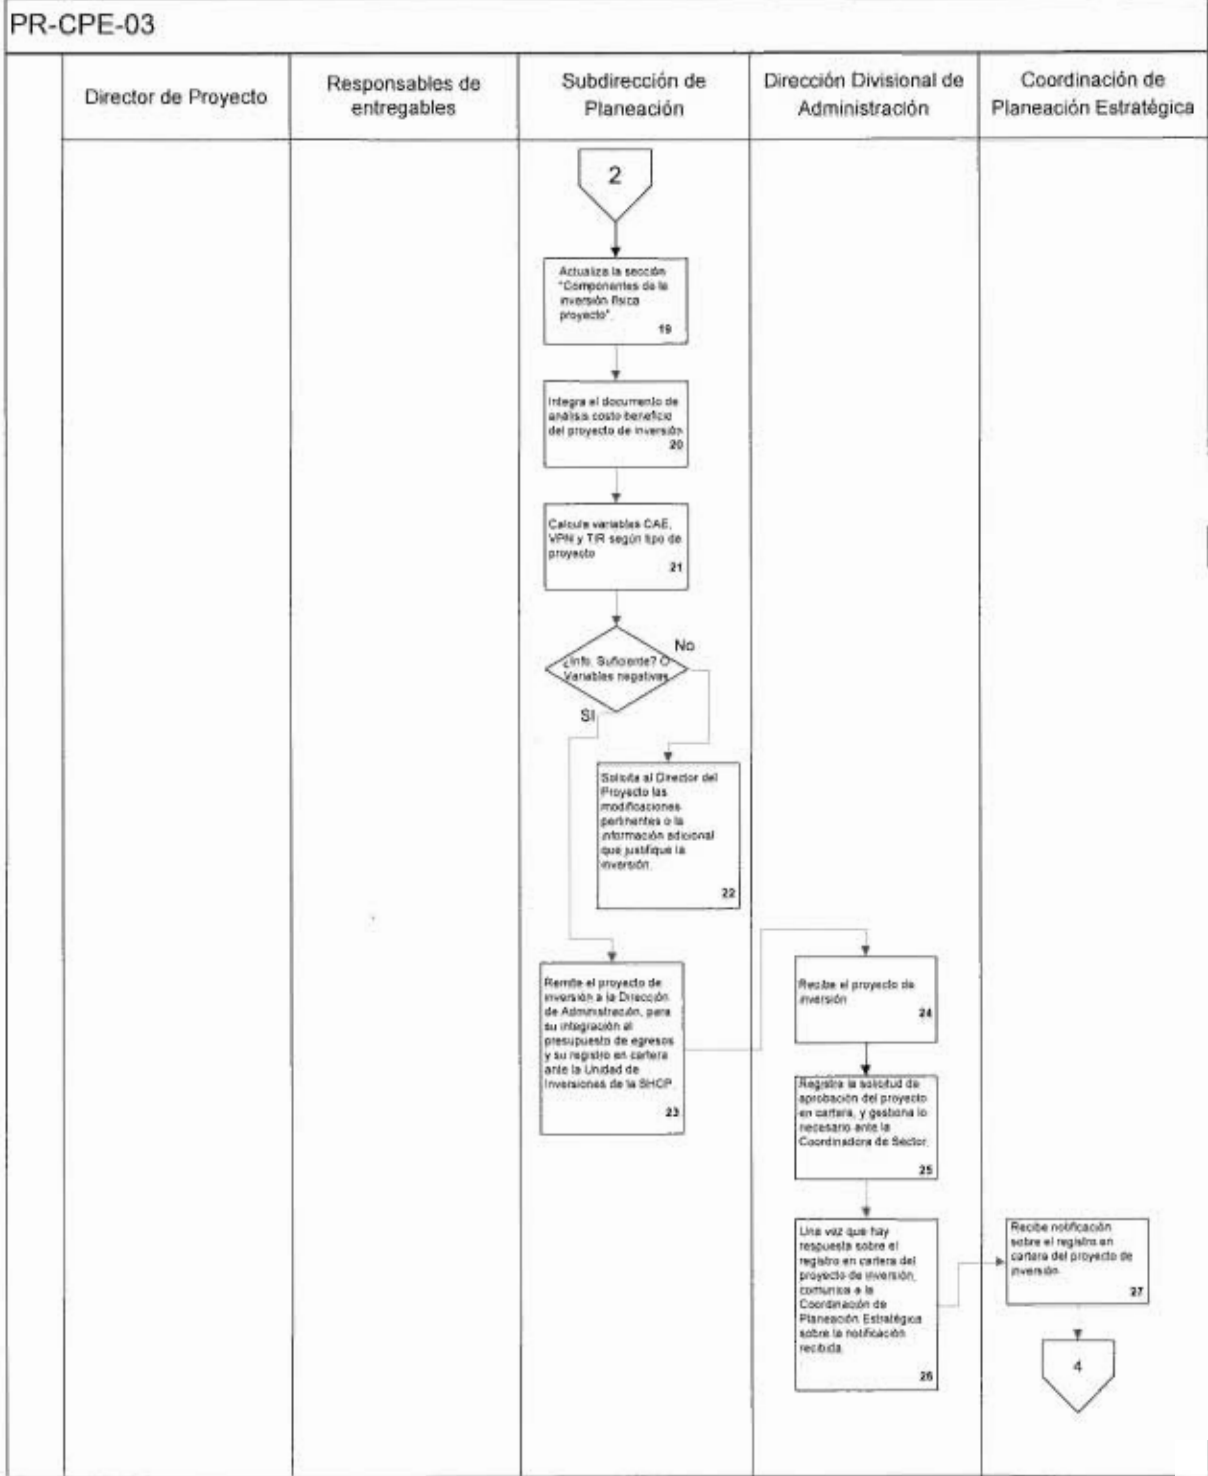 PR-CPE-03
Director de Proyecto
Responsables de
entregables
Subdirección de
Planeación
Dirección Divisional de
Administración
Coordinación de
Planeación Estratégica
2
Actualiza la sección
"Componentes de la
inversión física
proyecto".
19
Integra el documento de
análisis costo beneficio
del proyecto de inversión
20
Calcula variables CAE,
VPN y TIR según tipo de
proyecto
21
¿Info. Suficiente? O
Variables negativas
No
SI
Solicita al Director del
Proyecto las
modificaciones
pertinentes o la
información adicional
que justifique la
inversión.
22
Remite el proyecto de
inversión a la Dirección
de Administración, para
su integración al
presupuesto de egresos
y su registro en cartera
ante la Unidad de
Inversiones de la SHCP.
23
Recibe el proyecto de
inversión
24
Registra la solicitud de
aprobación del proyecto
en cartera, y gestiona lo
necesario ante la
Coordinadora de Sector.
25
Una vez que hay
respuesta sobre el
registro en cartera del
proyecto de inversión,
comunica a la
Coordinación de
Planeación Estratégica
sobre la notificación
recibida
26
Recibe notificación
sobre el registro en
cartera del proyecto de
inversión
27
4